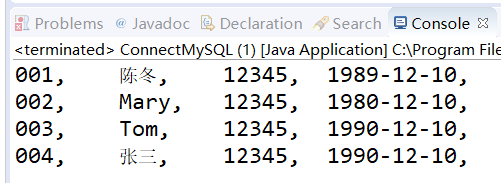 Problems @ Javadoc Declaration Search Console
<terminated> ConnectMySQL (1) [Java Application] C:\Program File
001, 陈冬, 12345, 1989-12-10,
002, Mary, 12345, 1980-12-10,
003, Tom, 12345, 1990-12-10,
004, 张三, 12345, 1990-12-10,